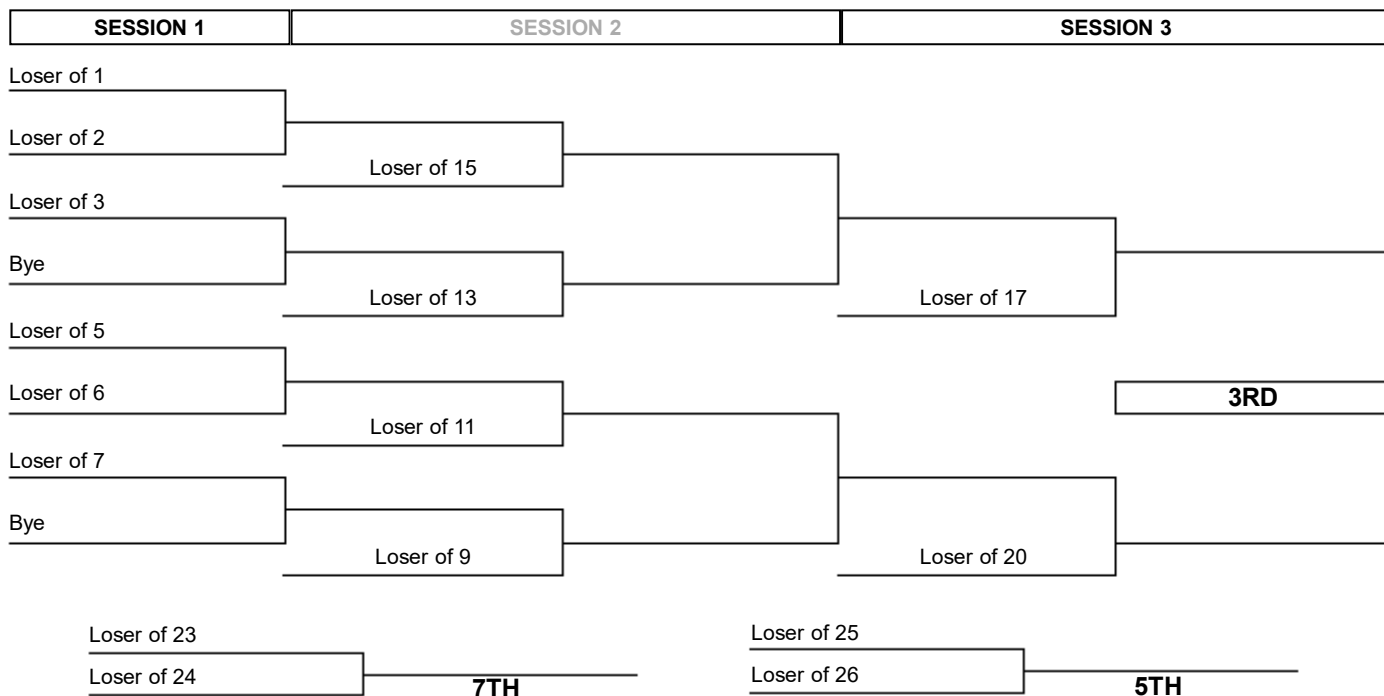 SESSION 1 SESSION 2 SESSION 3
Loser of 1
Loser of 2
Loser of 15
Loser of 3
Bye
Loser of 13
Loser of 17
Loser of 5
Loser of 6
3RD
Loser of 11
Loser of 7
Bye
Loser of 9
Loser of 20
Loser of 23
Loser of 24
7TH
Loser of 25
Loser of 26
5TH